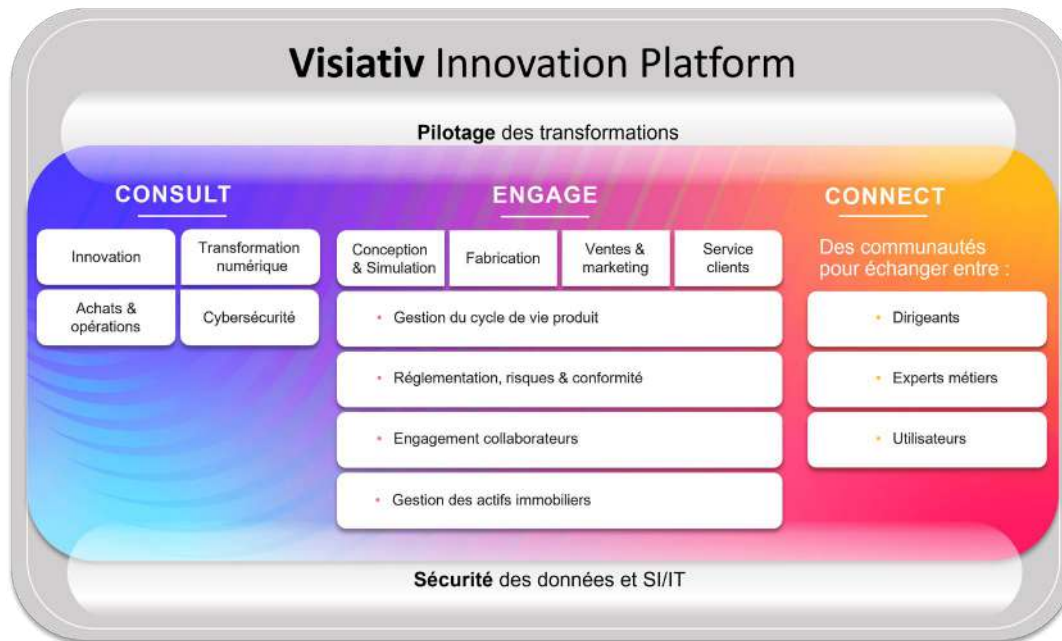 Visiativ Innovation Platform
Pilotage des transformations
CONSULT
Innovation
Transformation
numérique
Achats &
opérations
Cybersécurité
ENGAGE
Conception
& Simulation
Fabrication
Ventes &
marketing
Service
clients
• Gestion du cycle de vie produit
• Réglementation, risques & conformité
• Engagement collaborateurs
• Gestion des actifs immobiliers
CONNECT
Des communautés
pour échanger entre :
• Dirigeants
• Experts métiers
• Utilisateurs
Sécurité des données et SI/IT